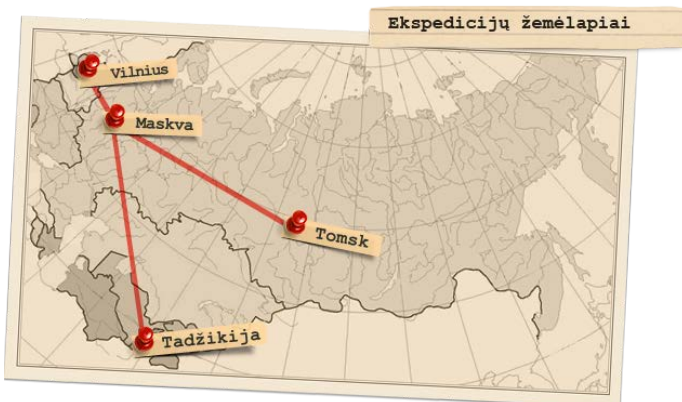 Ekspedicijų žemėlapiai
Vilnius
Maskva
Tomsk
Tadžikija